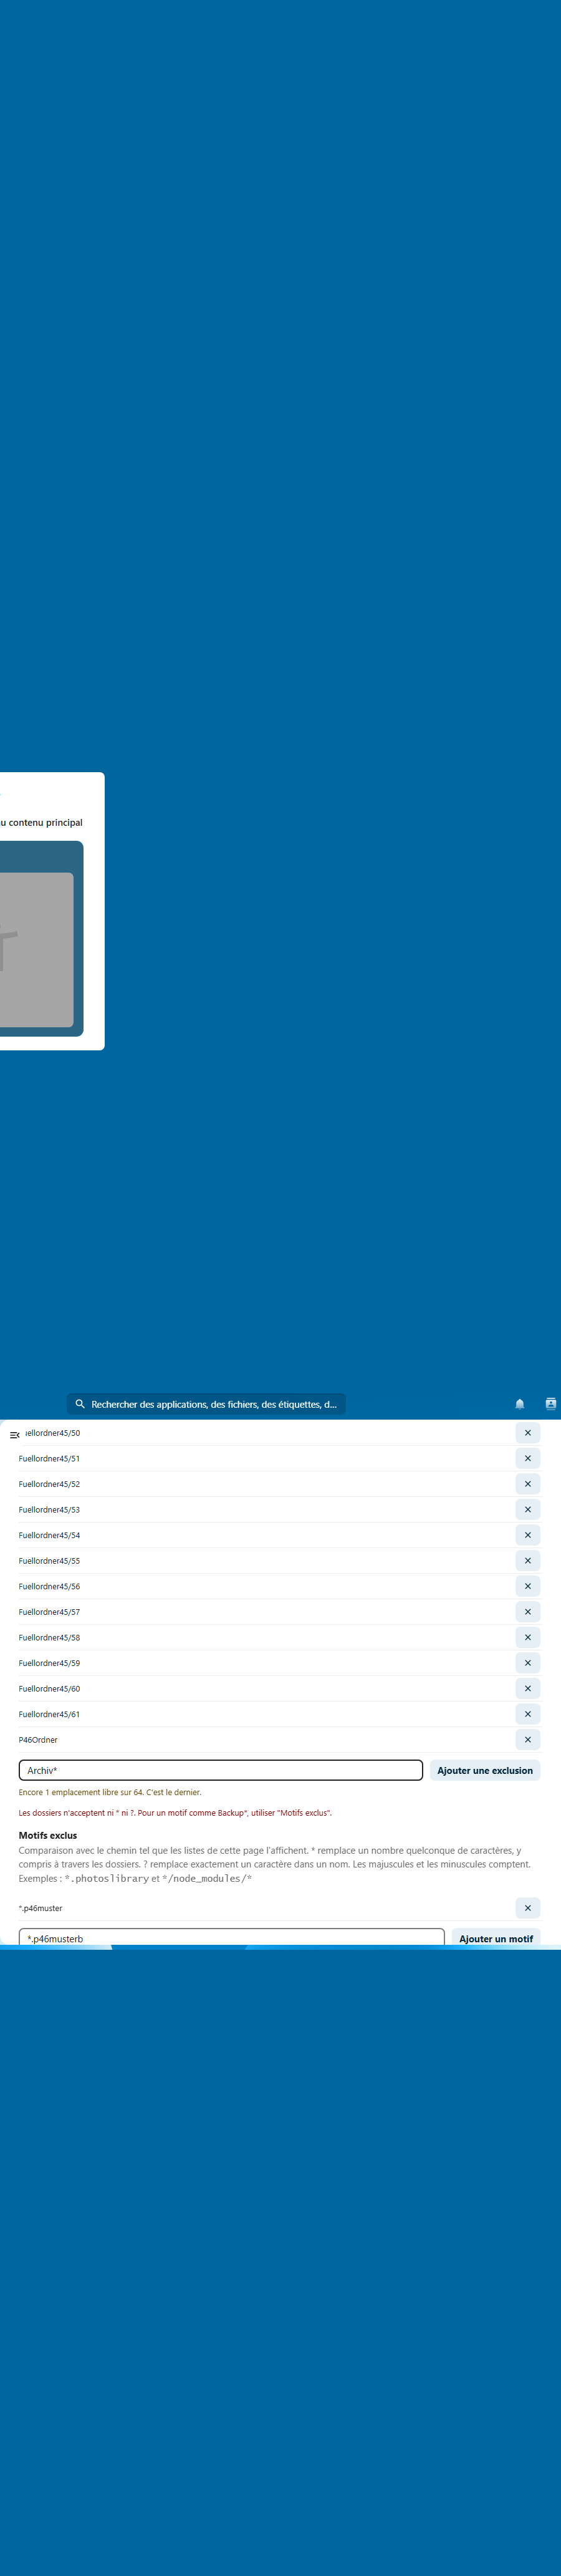 u contenu principal
Rechercher des applications, des fichiers, des étiquettes, d...
uellordner45/50
Fuellordner45/51
Fuellordner45/52
Fuellordner45/53
Fuellordner45/54
Fuellordner45/55
Fuellordner45/56
Fuellordner45/57
Fuellordner45/58
Fuellordner45/59
Fuellordner45/60
Fuellordner45/61
P46Ordner
Archiv* Ajouter une exclusion
Encore 1 emplacement libre sur 64. C'est le dernier.
Les dossiers n'acceptent ni * ni ?. Pour un motif comme Backup*, utiliser "Motifs exclus".
Motifs exclus
Comparaison avec le chemin tel que les listes de cette page l'affichent. * remplace un nombre quelconque de caractères, y
compris à travers les dossiers. ? remplace exactement un caractère dans un nom. Les majuscules et les minuscules comptent.
Exemples : *.photoslibrary et */node_modules/*
*.p46muster
*.p46musterb Ajouter un motif